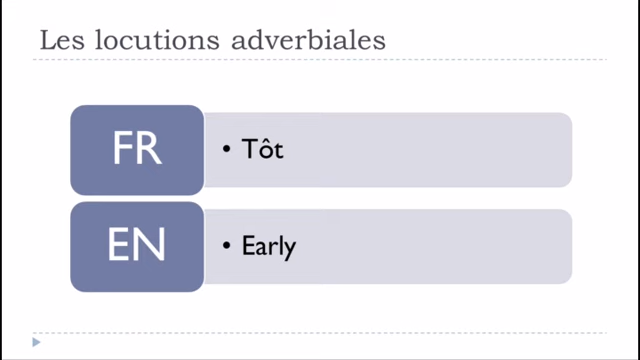 Les locutions adverbiales
FR
• Tôt
EN
• Early